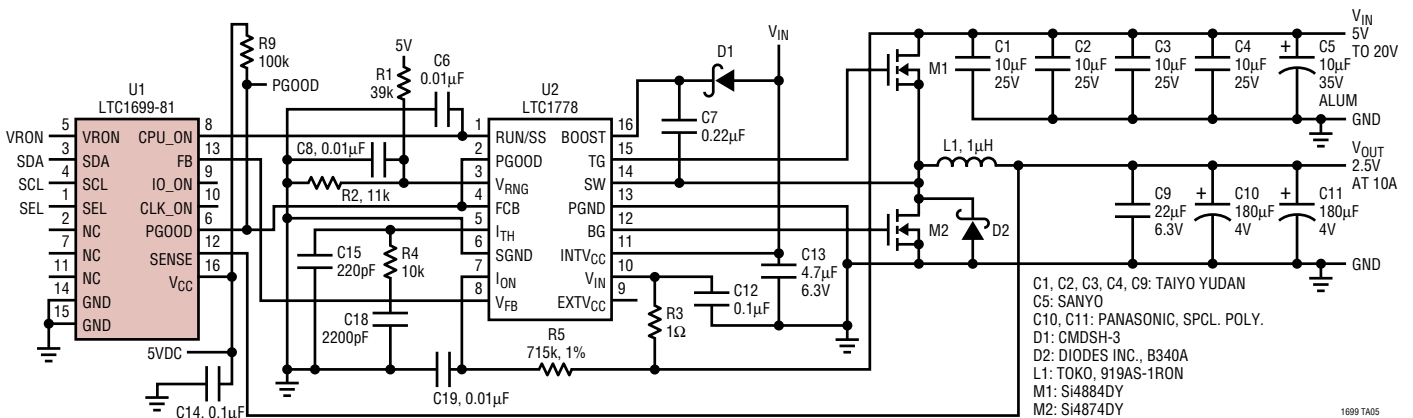 R9
100k
PGOOD
U1
LTC1699-81
VRON
SDA
SCL
SEL
5
3
4
1
2
7
11
14
15
VRON
SDA
SCL
SEL
NC
NC
NC
GND
GND
CPU_ON
FB
IO_ON
CLK_ON
PGOOD
SENSE
VCC
8
13
9
10
6
12
16
5VDC
C14, 0.1µF
5V
R1
39k
C6
0.01µF
C8, 0.01µF
R2, 11k
C15
220pF
R4
10k
C18
2200pF
C19, 0.01µF
R5
715k, 1%
U2
LTC1778
1
2
3
4
5
6
7
8
RUN/SS
PGOOD
VRNG
FCB
ITH
SGND
ION
VFB
BOOST
TG
SW
PGND
BG
INTVCC
VIN
EXTVCC
16
15
14
13
12
11
10
9
D1
VIN
C7
0.22µF
C13
4.7µF
6.3V
C12
0.1µF
R3
1Ω
M1
M2
D2
L1, 1µH
C1
10µF
25V
C2
10µF
25V
C3
10µF
25V
C4
10µF
25V
+
C5
10µF
35V
ALUM
VIN
5V
TO 20V
GND
VOUT
2.5V
AT 10A
C9
22µF
6.3V
+
C10
180µF
4V
+
C11
180µF
4V
GND
C1, C2, C3, C4, C9: TAIYO YUDAN
C5: SANYO
C10, C11: PANASONIC, SPCL. POLY.
D1: CMDSH-3
D2: DIODES INC., B340A
L1: TOKO, 919AS-1RON
M1: Si4884DY
M2: Si4874DY
1699 TA05